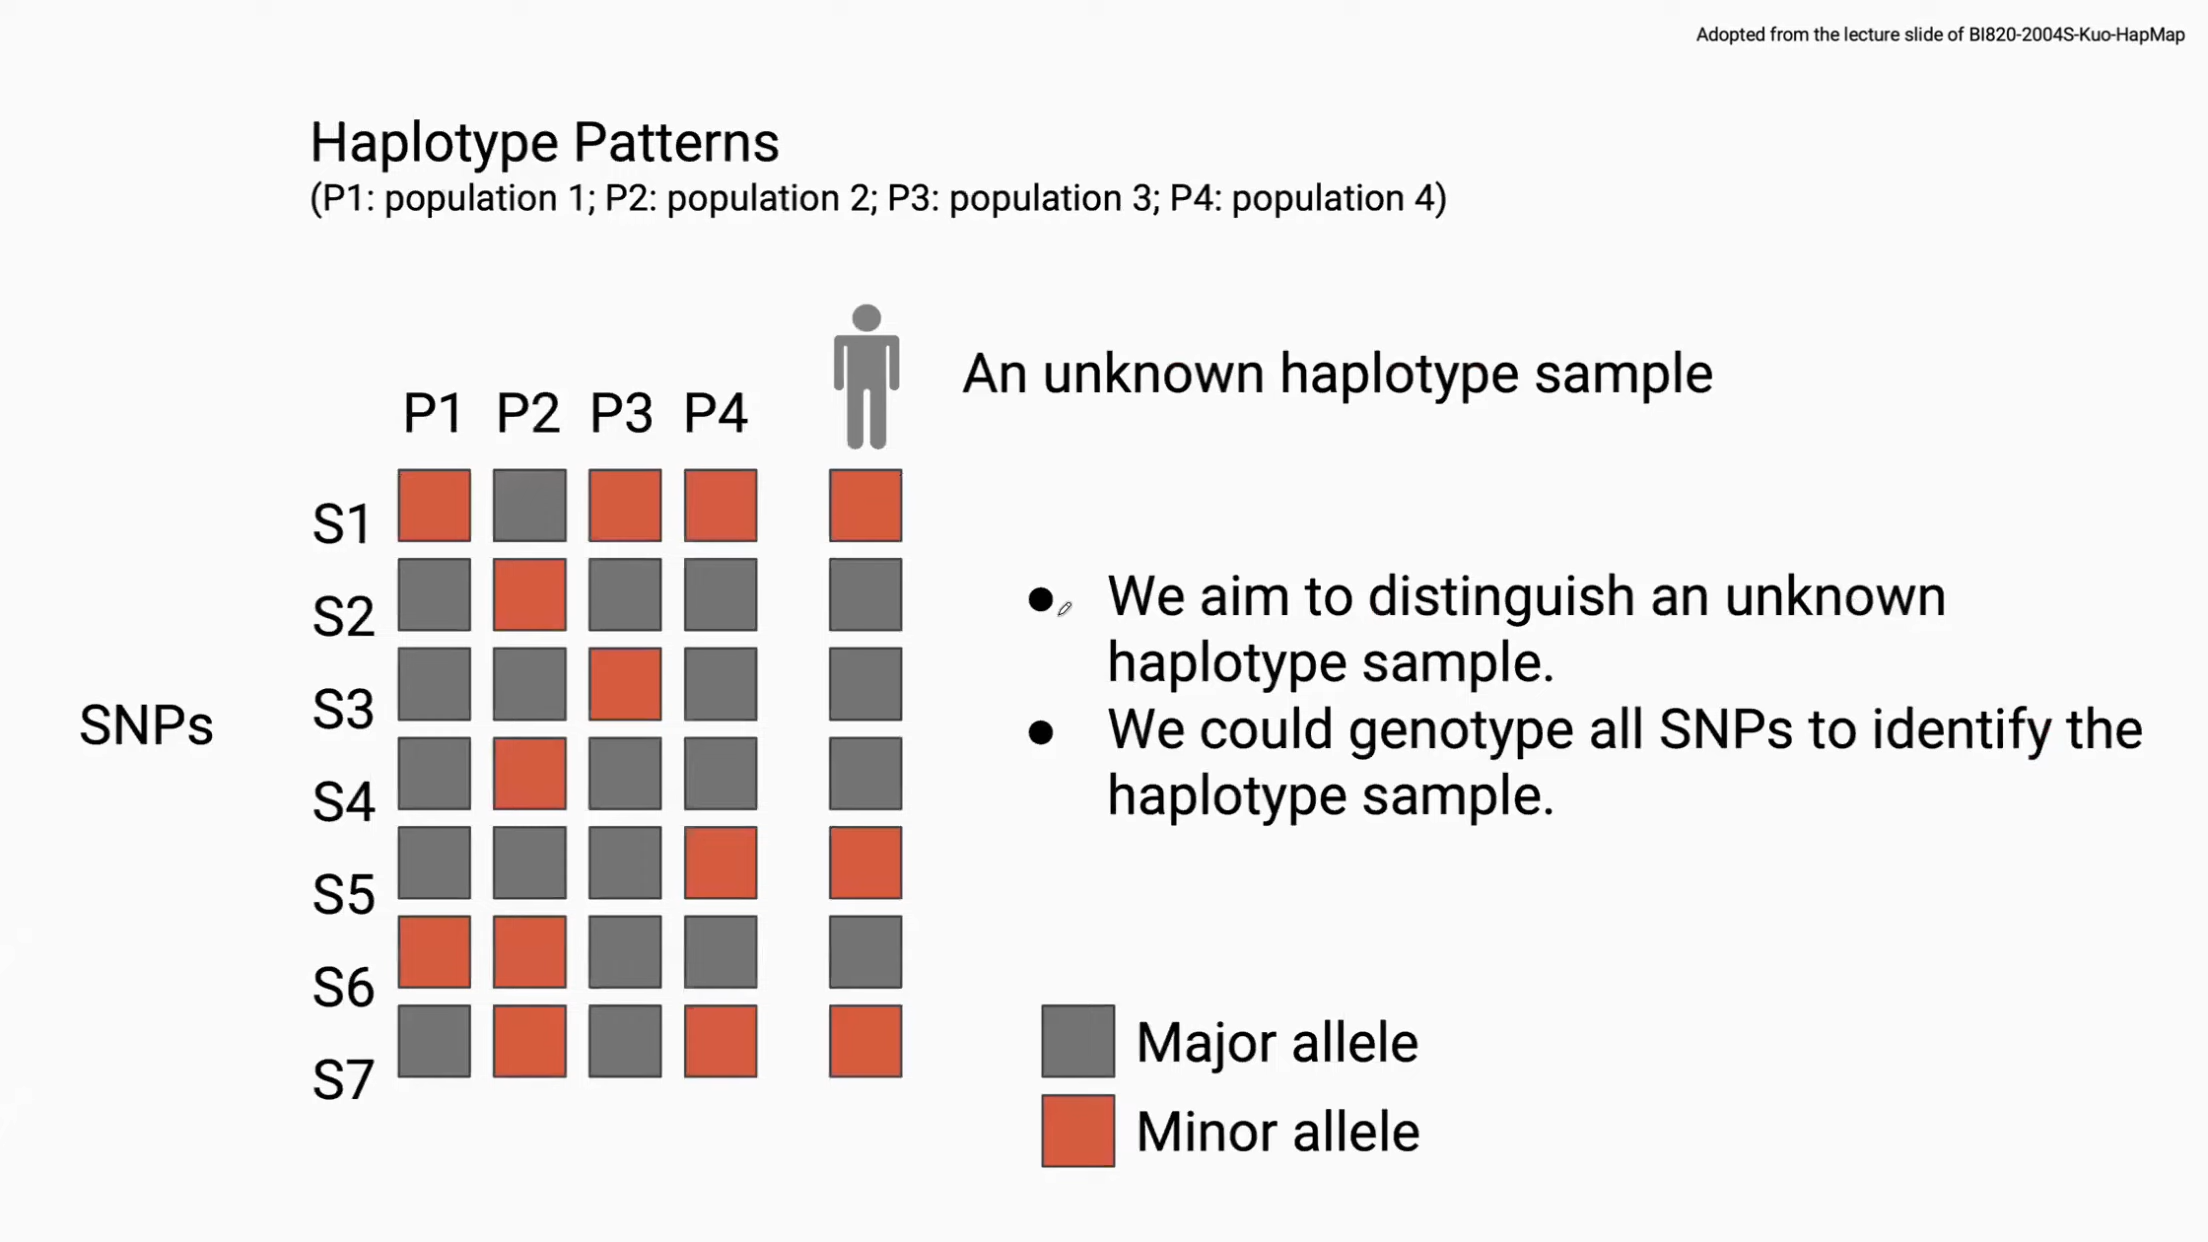 Adopted from the lecture slide of BI820-2004S-Kuo-HapMap
Haplotype Patterns
(P1: population 1; P2: population 2; P3: population 3; P4: population 4)
An unknown haplotype sample
P1 P2 P3 P4
S1
S2
S3
SNPs
S4
S5
S6
S7
● We aim to distinguish an unknown
haplotype sample.
● We could genotype all SNPs to identify the
haplotype sample.
Major allele
Minor allele